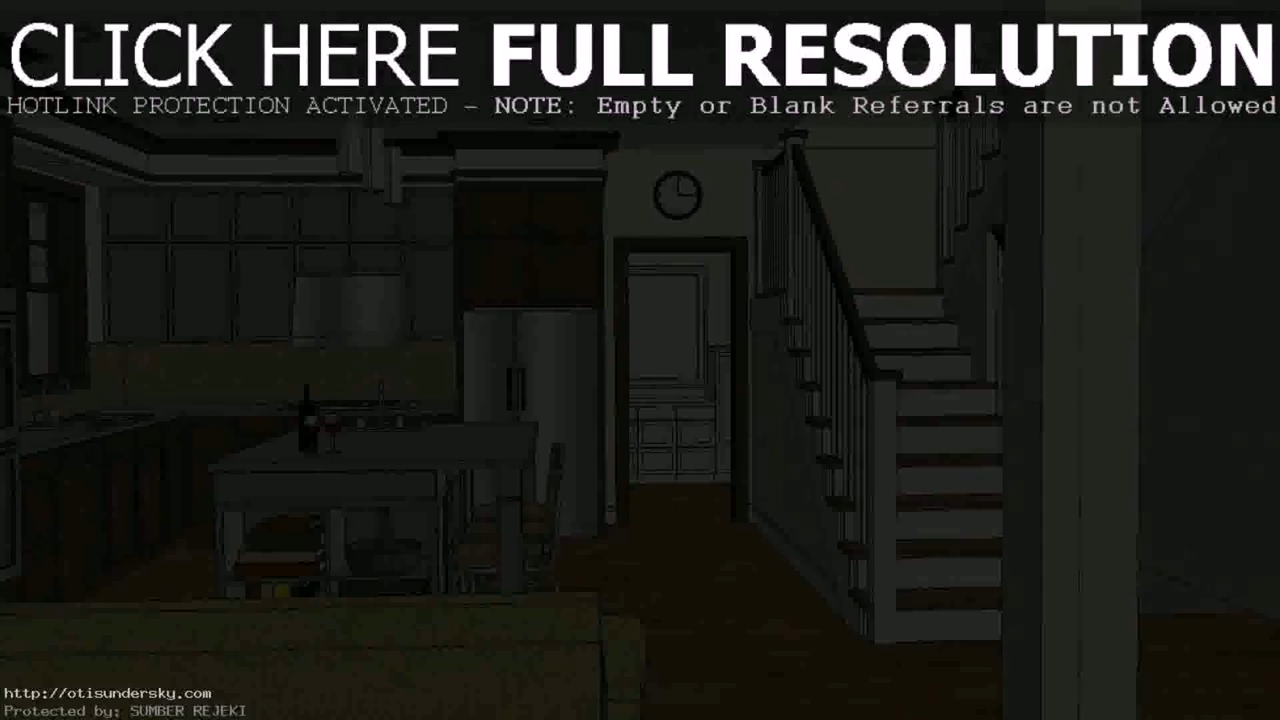 CLICK HERE FULL RESOLUTION
HOTLINK PROTECTION ACTIVATED - NOTE: Empty or Blank Referrals are not Allowed
http://otisundersky.com
Protected by; SUMBER REJEKI